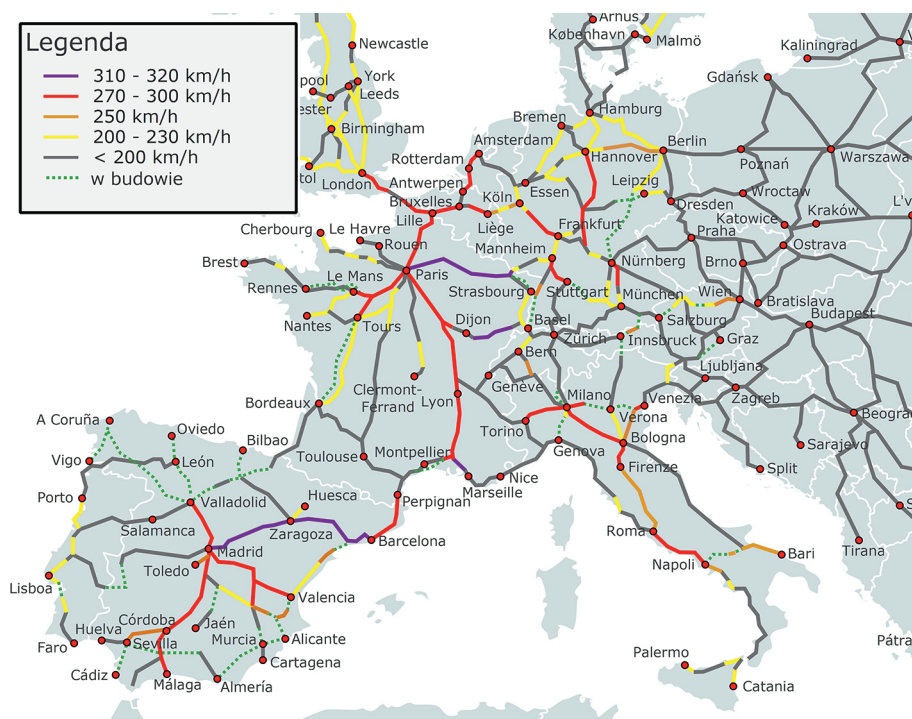 Legenda
310 - 320 km/h
270 - 300 km/h
250 km/h
200 - 230 km/h
< 200 km/h
w budowie
Århus
København
Malmö
Newcastle
York
Leeds
pool
ester
Birmingham
tol
London
Kaliningrad
Gdańsk
Hamburg
Bremen
Amsterdam
Rotterdam
Hannover
Berlin
Poznań
Warszawa
Antwerpen
Essen
Köln
Leipzig
Bruxelles
Lille
Liège
Dresden
Wroctaw
Katowice
Kraków
L'v
Cherbourg
Le Havre
Rouen
Frankfurt
Mannheim
Praha
Ostrava
Brest
Le Mans
Paris
Nürnberg
Brno
Rennes
Strasbourg
Stuttgart
München
Wien
Bratislava
Nantes
Tours
Dijon
Basel
Zürich
Salzburg
Budapest
Innsbruck
Graz
Bern
Ljubljana
Genève
Clermont-
Ferrand
Lyon
Milano
Venezia
Zagreb
Bordeaux
Verona
Beograd
A Coruña
Oviedo
Bilbao
Torino
Bologna
Genova
Toulouse
Montpellier
Sarajevo
Vigo
León
Firenze
Split
Nice
Marseille
Porto
Valladolid
Huesca
Perpignan
Salamanca
Zaragoza
Barcelona
Roma
Madrid
Toledo
Bari
Tirana
Napoli
Lisboa
Valencia
Córdoba
Huelva
Jaén
Sevilla
Murcia
Alicante
Faro
Cartagena
Palermo
Pátra
Cádiz
Málaga
Almería
Catania